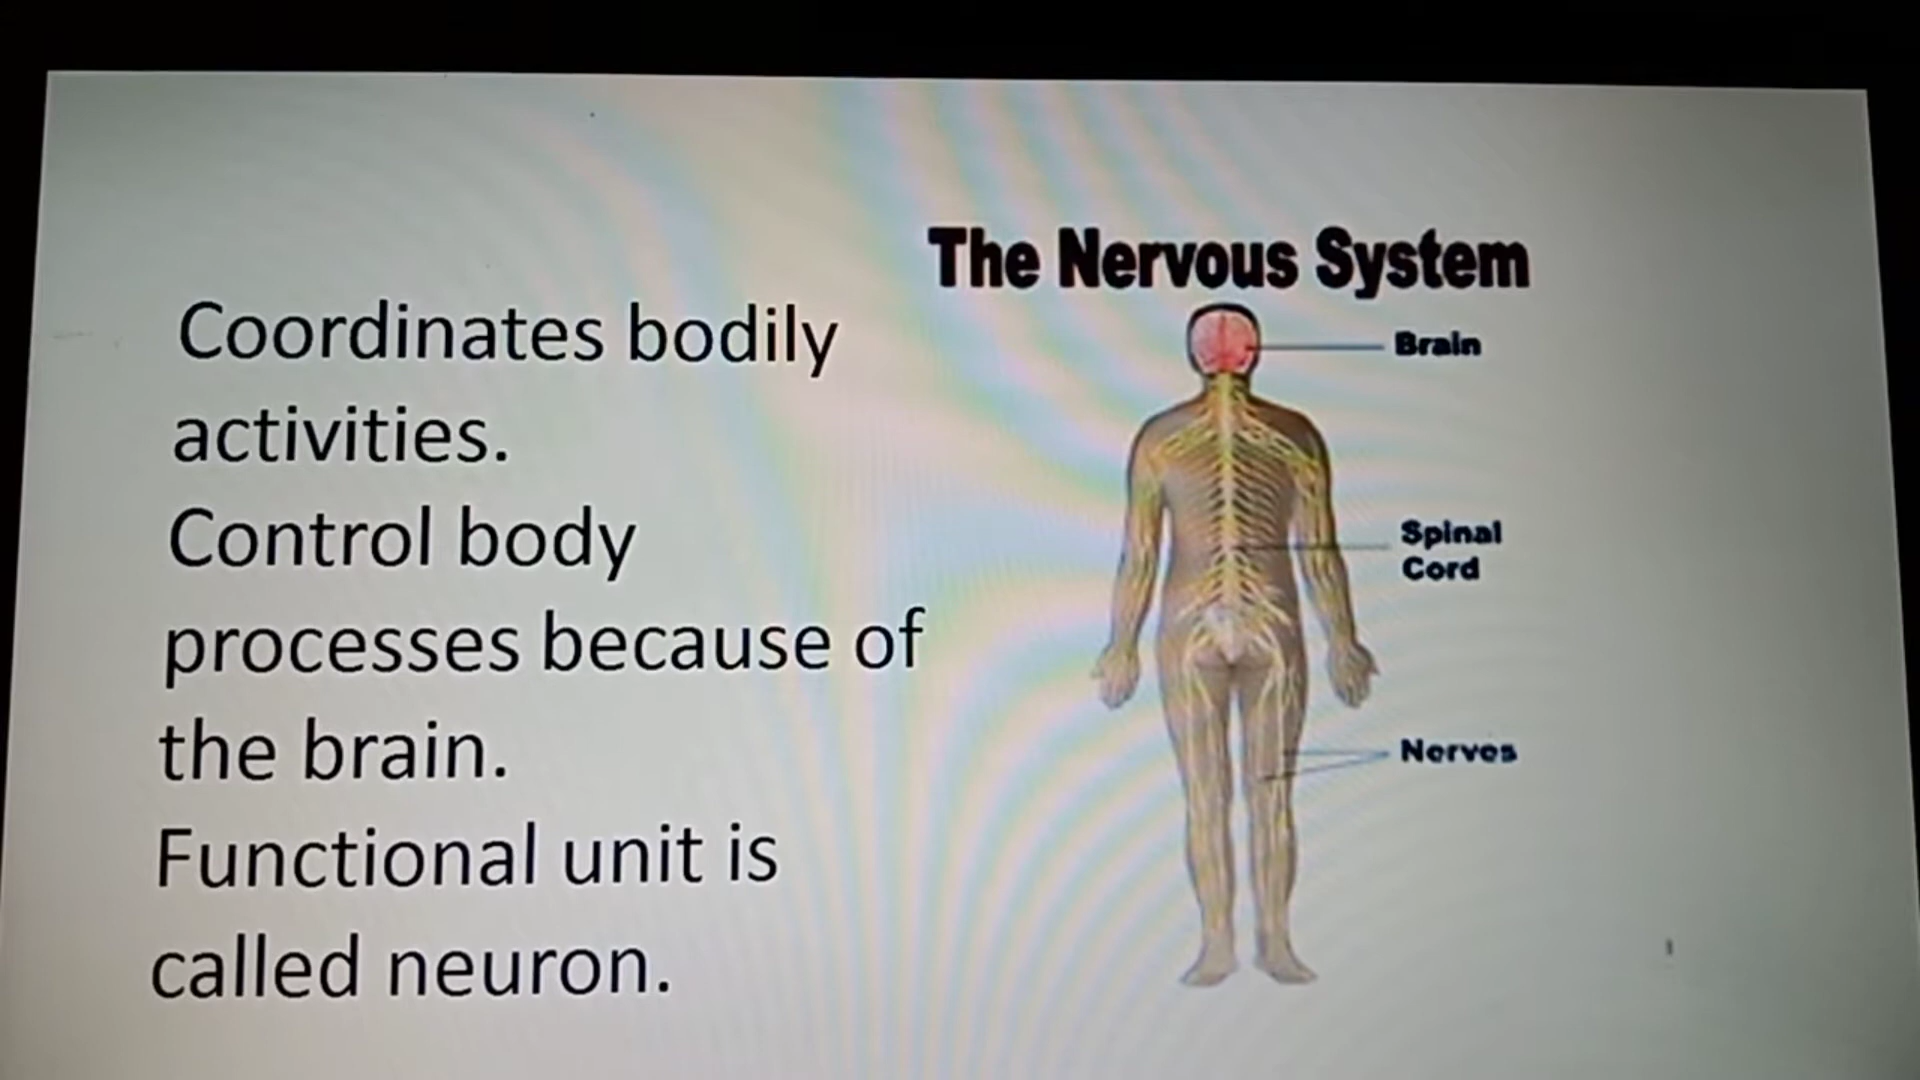 The Nervous System
Coordinates bodily
activities.
Control body
processes because of
the brain.
Functional unit is
called neuron.
Brain
Spinal
Cord
Nerves